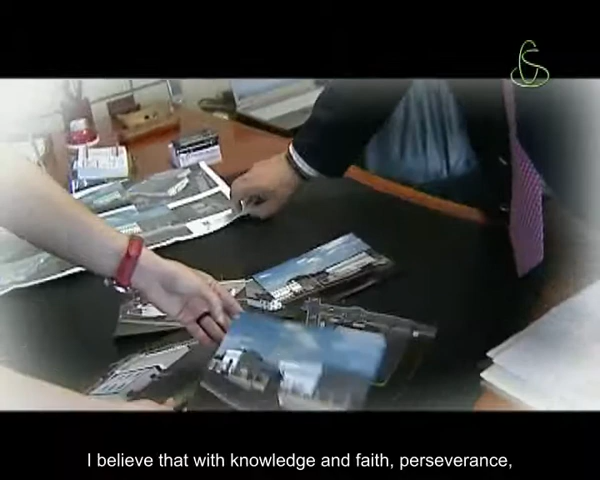 I believe that with knowledge and faith, perseverance,